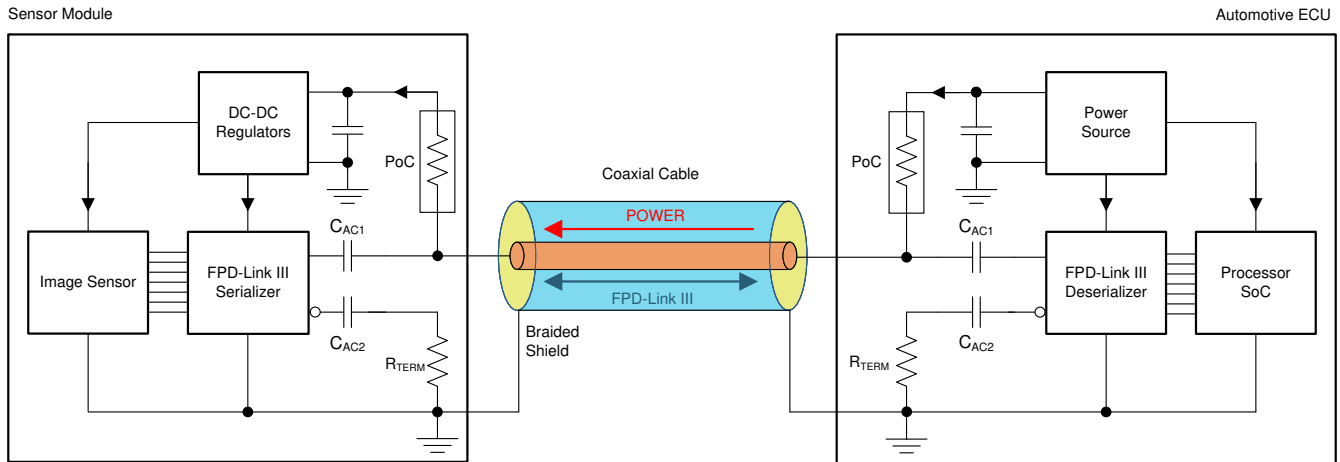 Sensor Module
Automotive ECU
DC-DC
Regulators
PoC
Image Sensor
FPD-Link III
Serializer
CAC1
CAC2
RTERM
Coaxial Cable
POWER
FPD-Link III
Braided
Shield
PoC
Power
Source
CAC1
FPD-Link III
Deserializer
Processor
SoC
CAC2
RTERM